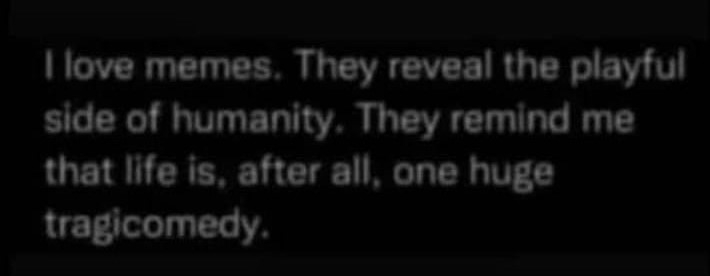 I love memes. They reveal the playful
side of humanity. They remind me
that life is, after all, one huge
tragicomedy.